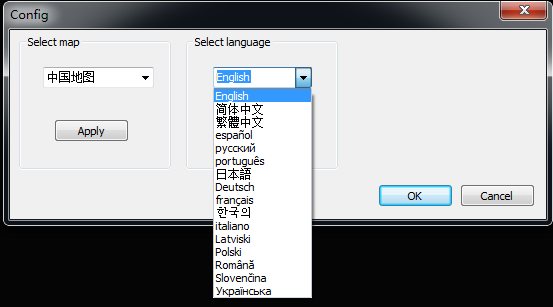 Config
Select map
Select language
中国地图
English
Apply
English
简体中文
繁體中文
español
русский
português
日本語
Deutsch
français
한국의
italiano
Latviski
Polski
Română
Slovenčina
Українська
OK
Cancel